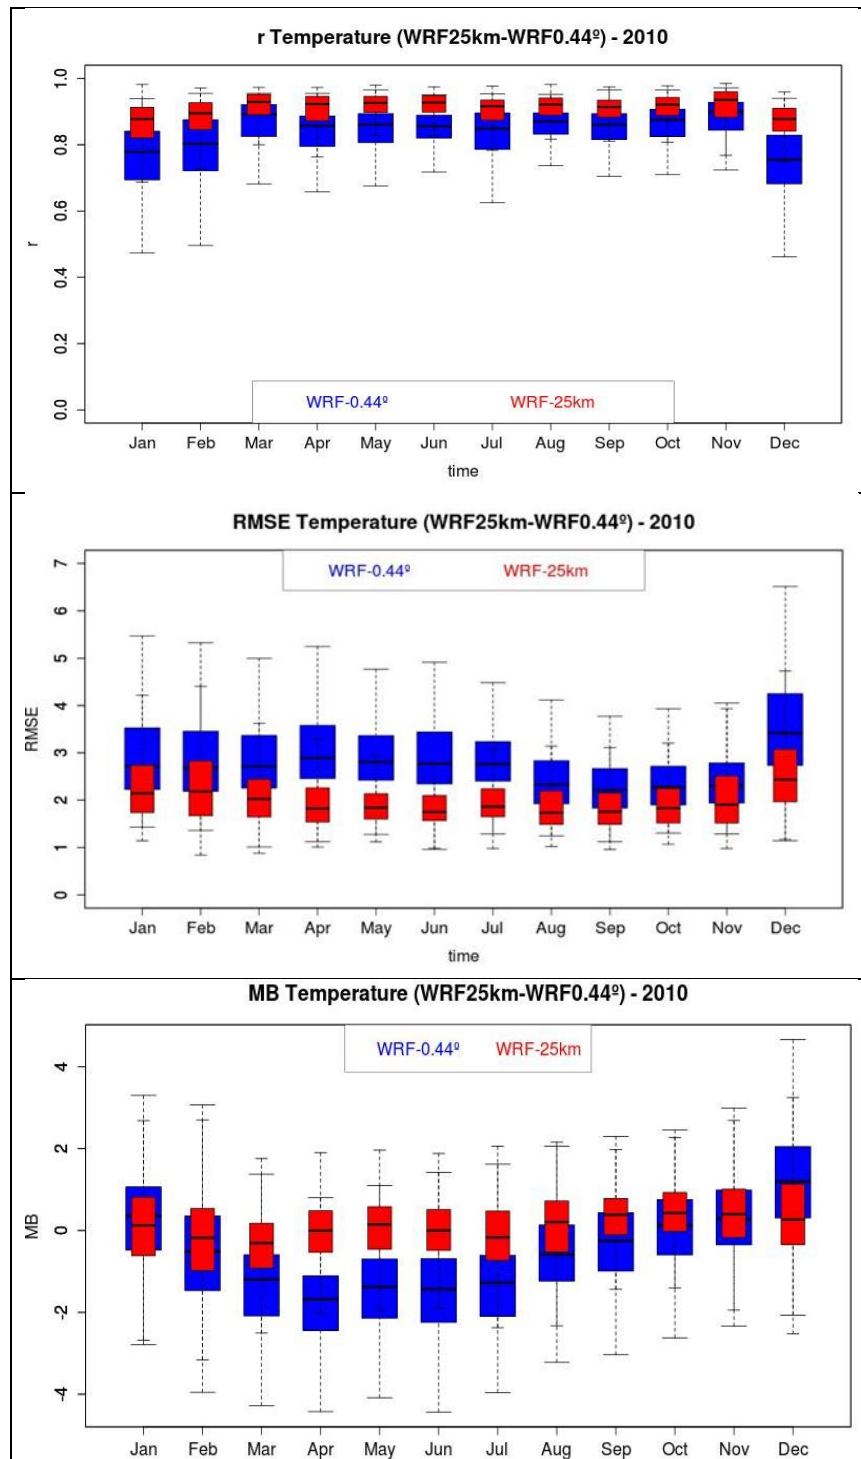 r Temperature (WRF25km-WRF0.44º) - 2010
1.0
0.8
0.6
r
0.4
0.2
0.0
WRF-0.44º WRF-25km
Jan Feb Mar Apr May Jun Jul Aug Sep Oct Nov Dec
time
RMSE Temperature (WRF25km-WRF0.44º) - 2010
7
WRF-0.44º WRF-25km
6
5
4
RMSE
3
2
1
0
Jan Feb Mar Apr May Jun Jul Aug Sep Oct Nov Dec
time
MB Temperature (WRF25km-WRF0.44º) - 2010
WRF-0.44º WRF-25km
4
2
MB
0
-2
-4
Jan Feb Mar Apr May Jun Jul Aug Sep Oct Nov Dec